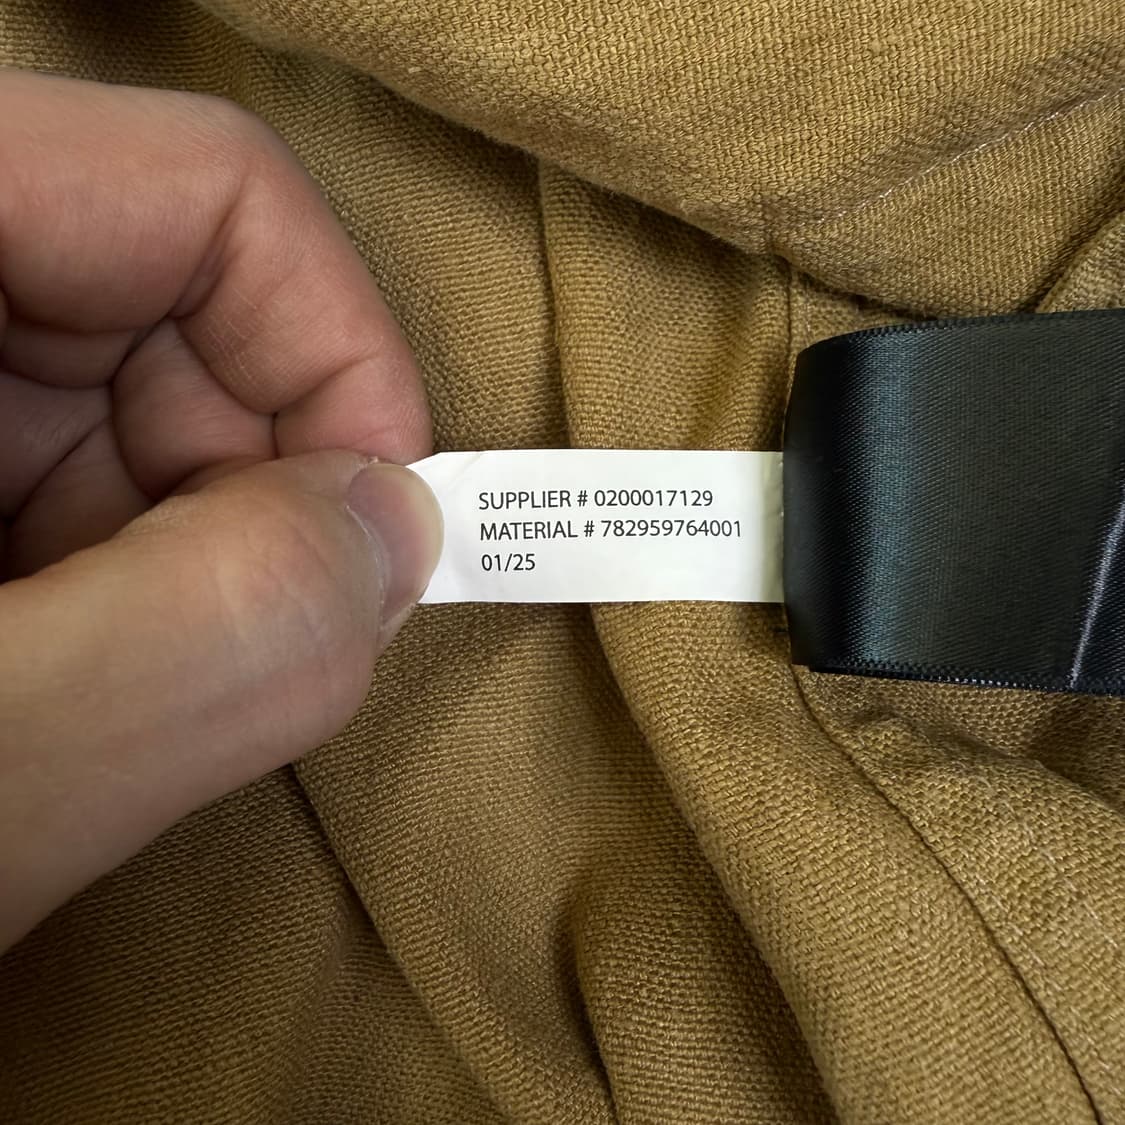 SUPPLIER # 0200017129
MATERIAL # 782959764001
01/25